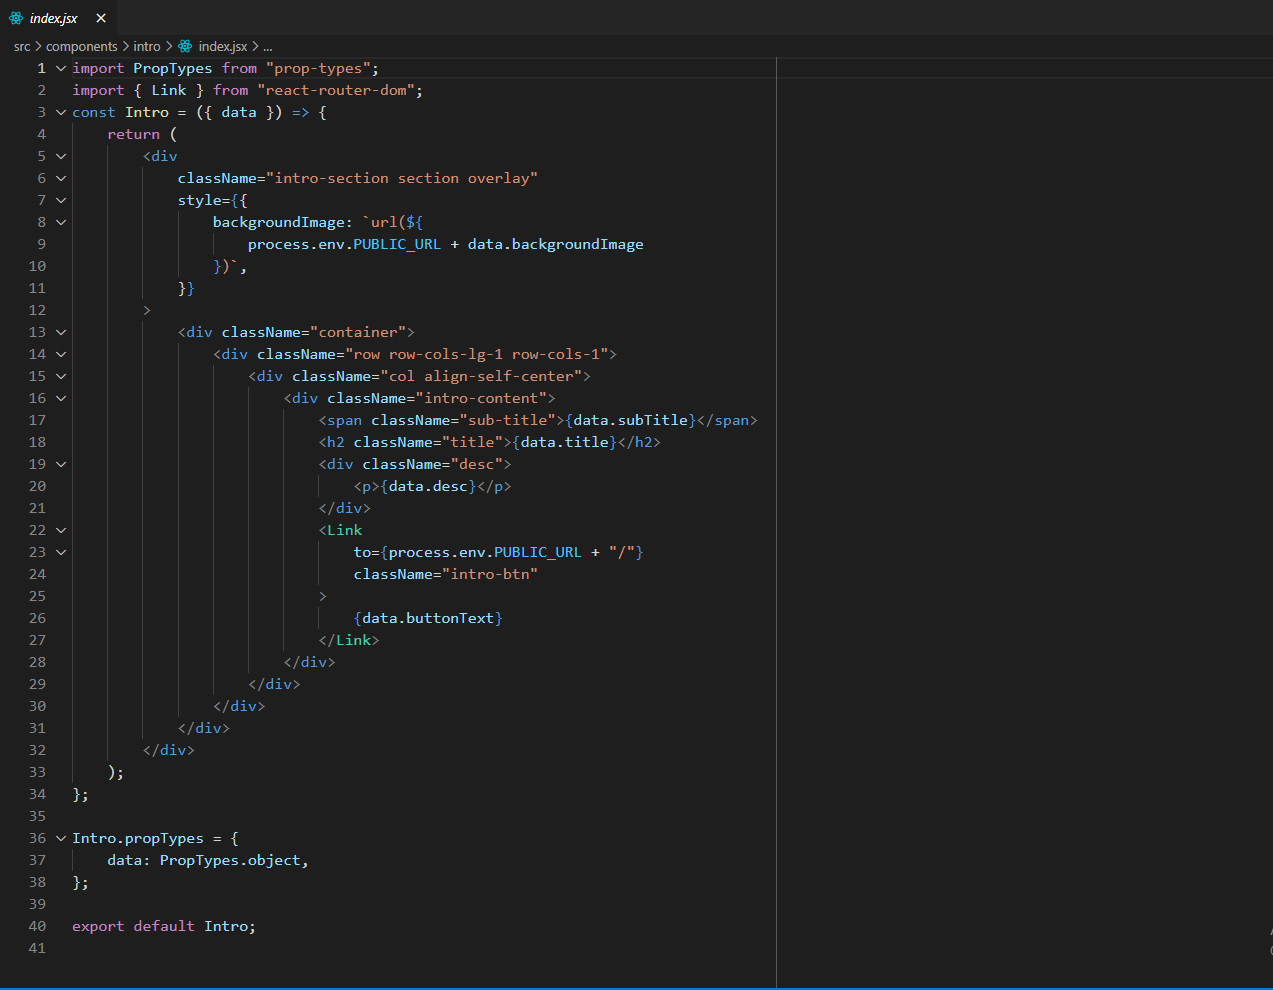 index.jsx
src > components > intro > index.jsx > ...
1 import PropTypes from "prop-types";
2 import { Link } from "react-router-dom";
3 const Intro = ({ data }) => {
4     return (
5         <div
6             className="intro-section section overlay"
7             style={{
8                 backgroundImage: `url(${
9                     process.env.PUBLIC_URL + data.backgroundImage
10                 })`,
11             }}
12         >
13             <div className="container">
14                 <div className="row row-cols-lg-1 row-cols-1">
15                     <div className="col align-self-center">
16                         <div className="intro-content">
17                             <span className="sub-title">{data.subTitle}</span>
18                             <h2 className="title">{data.title}</h2>
19                             <div className="desc">
20                                 <p>{data.desc}</p>
21                             </div>
22                             <Link
23                                 to={process.env.PUBLIC_URL + "/"}
24                                 className="intro-btn"
25                             >
26                                 {data.buttonText}
27                             </Link>
28                         </div>
29                     </div>
30                 </div>
31             </div>
32         </div>
33     );
34 };
35
36 Intro.propTypes = {
37     data: PropTypes.object,
38 };
39
40 export default Intro;
41